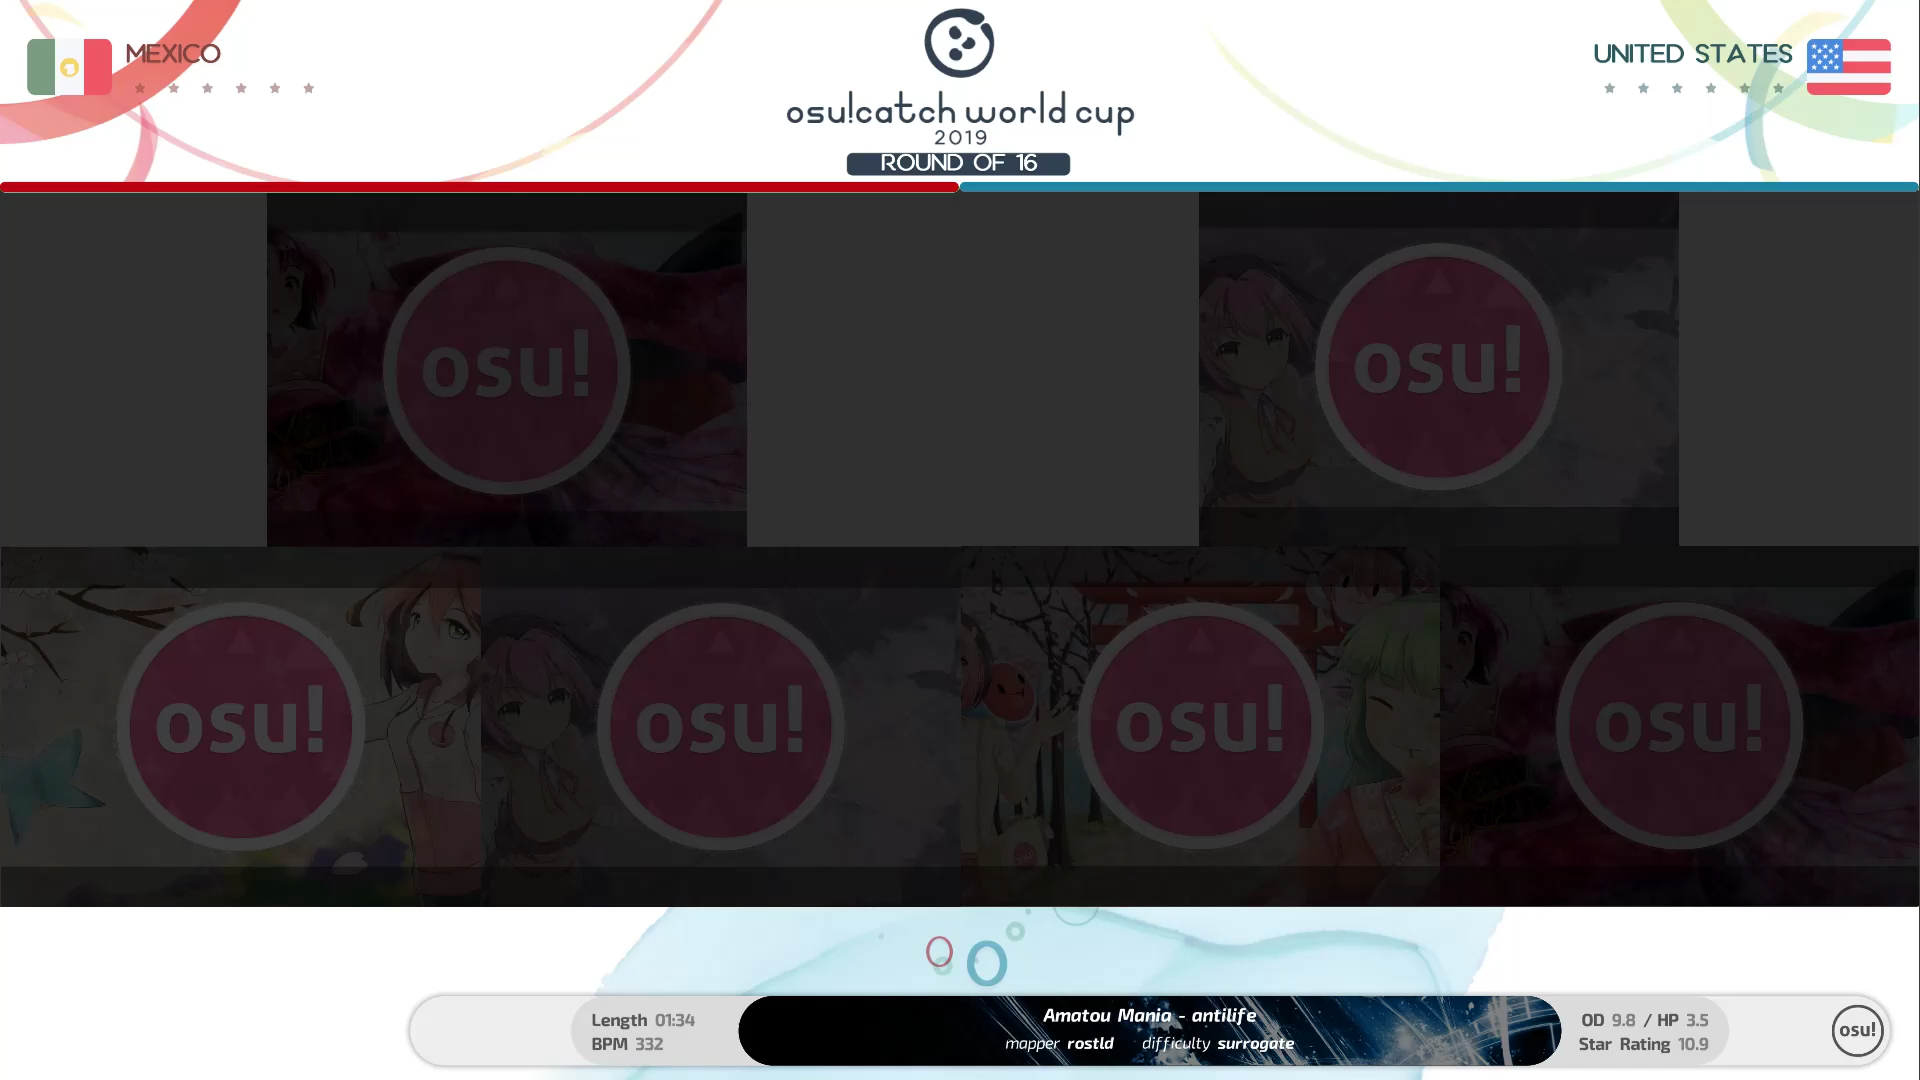 MEXICO
UNITED STATES
osu!catch world cup
2019
ROUND OF 16
osu!
osu!
osu!
osu!
osu!
osu!
0
0
Length 01:34
BPM 332
Amatou Mania - antilife
mapper rostld difficulty surrogate
OD 9.8 / HP 3.5
Star Rating 10.9
osu!